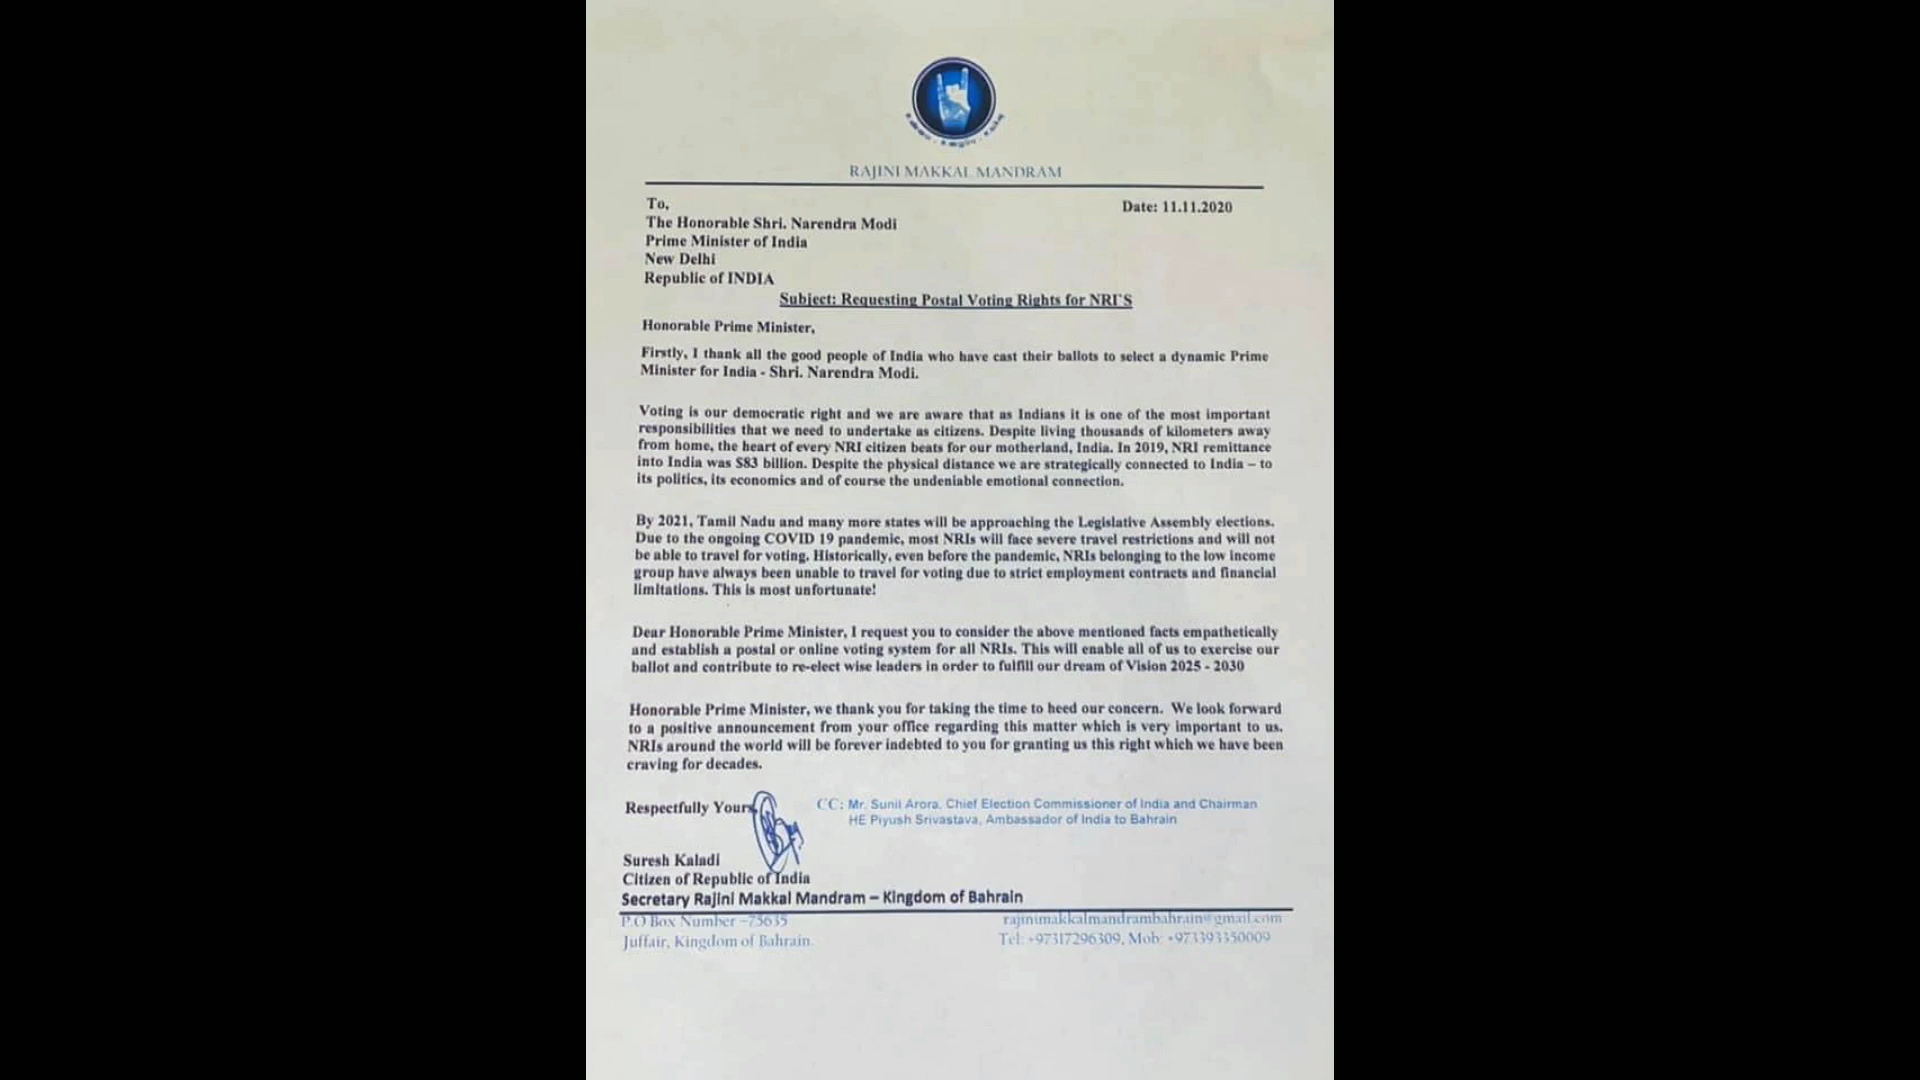 RAJINI MAKKAL MANDRAM
To,
Date: 11.11.2020
The Honorable Shri. Narendra Modi
Prime Minister of India
New Delhi
Republic of INDIA
Subject: Requesting Postal Voting Rights for NRI`S
Honorable Prime Minister,
Firstly, I thank all the good people of India who have cast their ballots to select a dynamic Prime
Minister for India - Shri. Narendra Modi.
Voting is our democratic right and we are aware that as Indians it is one of the most important
responsibilities that we need to undertake as citizens. Despite living thousands of kilometers away
from home, the heart of every NRI citizen beats for our motherland, India. In 2019, NRI remittance
into India was $83 billion. Despite the physical distance we are strategically connected to India – to
its politics, its economics and of course the undeniable emotional connection.
By 2021, Tamil Nadu and many more states will be approaching the Legislative Assembly elections.
Due to the ongoing COVID 19 pandemic, most NRIs will face severe travel restrictions and will not
be able to travel for voting. Historically, even before the pandemic, NRIs belonging to the low income
group have always been unable to travel for voting due to strict employment contracts and financial
limitations. This is most unfortunate!
Dear Honorable Prime Minister, I request you to consider the above mentioned facts empathetically
and establish a postal or online voting system for all NRIs. This will enable all of us to exercise our
ballot and contribute to re-elect wise leaders in order to fulfill our dream of Vision 2025 - 2030
Honorable Prime Minister, we thank you for taking the time to heed our concern. We look forward
to a positive announcement from your office regarding this matter which is very important to us.
NRIs around the world will be forever indebted to you for granting us this right which we have been
craving for decades.
Respectfully Yours
CC: Mr. Sunil Arora, Chief Election Commissioner of India and Chairman
HE Piyush Srivastava, Ambassador of India to Bahrain
Suresh Kaladi
Citizen of Republic of India
Secretary Rajini Makkal Mandram – Kingdom of Bahrain
P.O Box Number –75635
rajinimakkalmandrambahrain@gmail.com
Juffair, Kingdom of Bahrain.
Tel: +97317296309, Mob: +973393350009